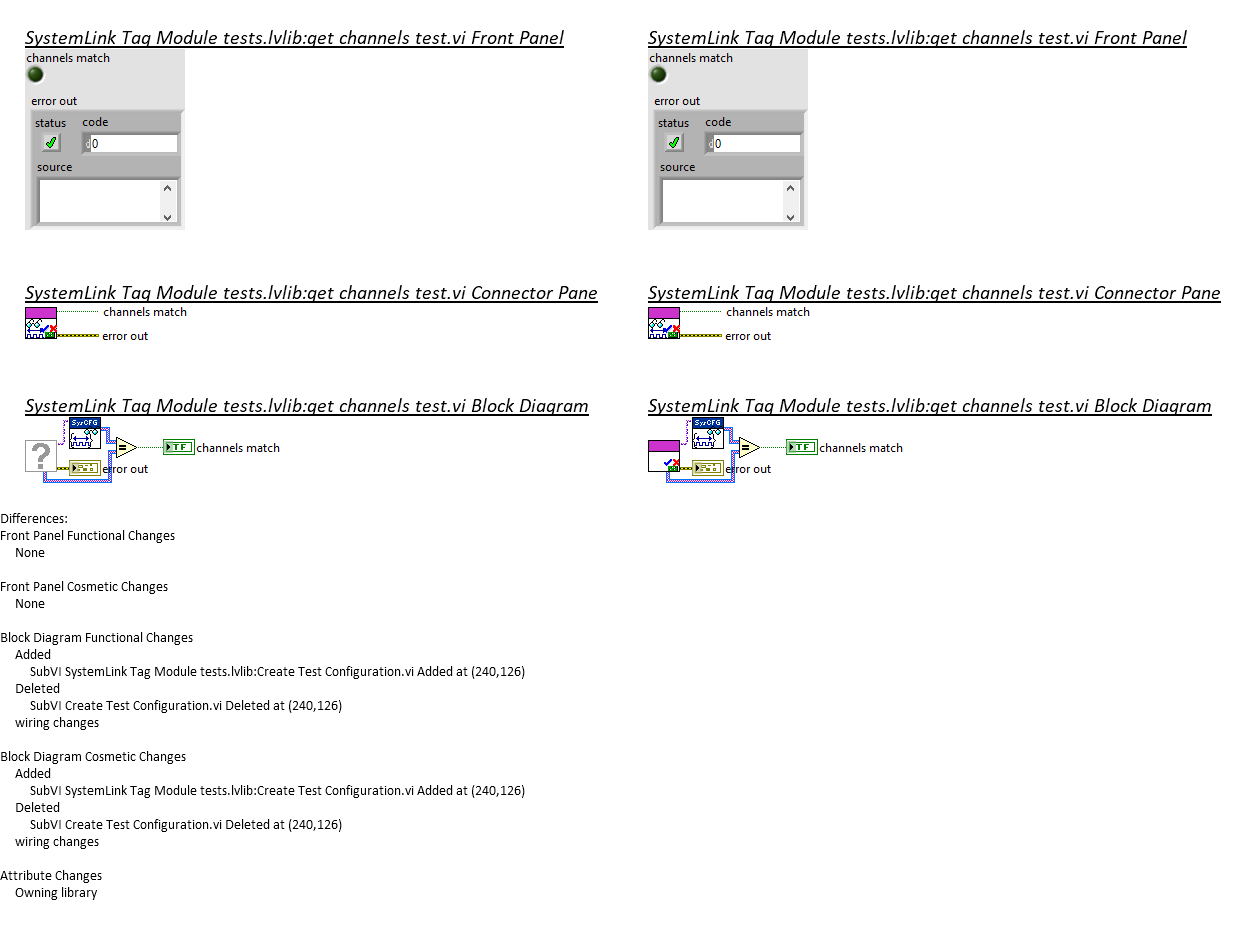 SystemLink Tag Module tests.lvlib:get channels test.vi Front Panel
channels match
error out
status code
d 0
source
SystemLink Tag Module tests.lvlib:get channels test.vi Connector Pane
channels match
error out
SystemLink Tag Module tests.lvlib:get channels test.vi Block Diagram
SysCFG
?
=
TF
channels match
error out
SystemLink Tag Module tests.lvlib:get channels test.vi Front Panel
channels match
error out
status code
d 0
source
SystemLink Tag Module tests.lvlib:get channels test.vi Connector Pane
channels match
error out
SystemLink Tag Module tests.lvlib:get channels test.vi Block Diagram
SysCFG
=
TF
channels match
error out
Differences:
Front Panel Functional Changes
None
Front Panel Cosmetic Changes
None
Block Diagram Functional Changes
Added
SubVI SystemLink Tag Module tests.lvlib:Create Test Configuration.vi Added at (240,126)
Deleted
SubVI Create Test Configuration.vi Deleted at (240,126)
wiring changes
Block Diagram Cosmetic Changes
Added
SubVI SystemLink Tag Module tests.lvlib:Create Test Configuration.vi Added at (240,126)
Deleted
SubVI Create Test Configuration.vi Deleted at (240,126)
wiring changes
Attribute Changes
Owning library